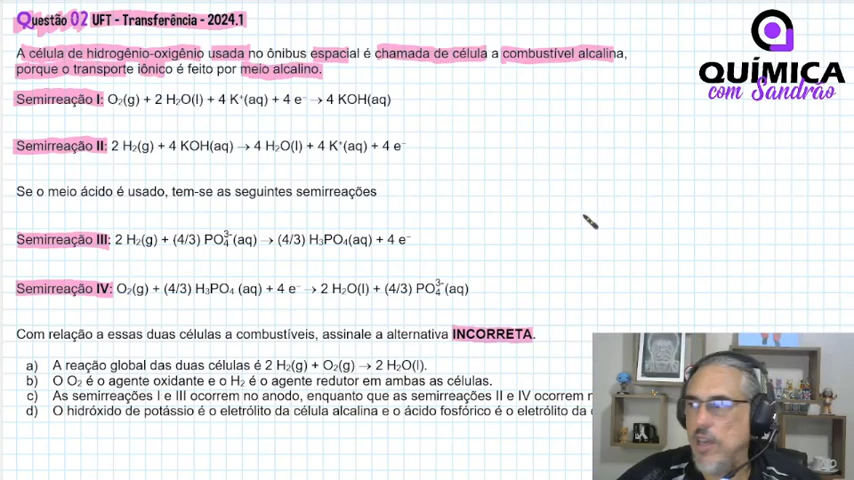 Questão 02 UFT - Transferência - 2024.1
A célula de hidrogênio-oxigênio usada no ônibus espacial é chamada de célula a combustível alcalina,
porque o transporte iônico é feito por meio alcalino.
QUÍMICA
com Sandrão
Semirreação I: O₂(g) + 2 H₂O(l) + 4 K⁺(aq) + 4 e⁻ → 4 KOH(aq)
Semirreação II: 2 H₂(g) + 4 KOH(aq) → 4 H₂O(l) + 4 K⁺(aq) + 4 e⁻
Se o meio ácido é usado, tem-se as seguintes semirreações
Semirreação III: 2 H₂(g) + (4/3) PO₄³⁻(aq) → (4/3) H₃PO₄(aq) + 4 e⁻
Semirreação IV: O₂(g) + (4/3) H₃PO₄ (aq) + 4 e⁻ → 2 H₂O(l) + (4/3) PO₄³⁻(aq)
Com relação a essas duas células a combustíveis, assinale a alternativa INCORRETA.
a) A reação global das duas células é 2 H₂(g) + O₂(g) → 2 H₂O(l).
b) O O₂ é o agente oxidante e o H₂ é o agente redutor em ambas as células.
c) As semirreações I e III ocorrem no anodo, enquanto que as semirreações II e IV ocorrem
d) O hidróxido de potássio é o eletrólito da célula alcalina e o ácido fosfórico é o eletrólito da